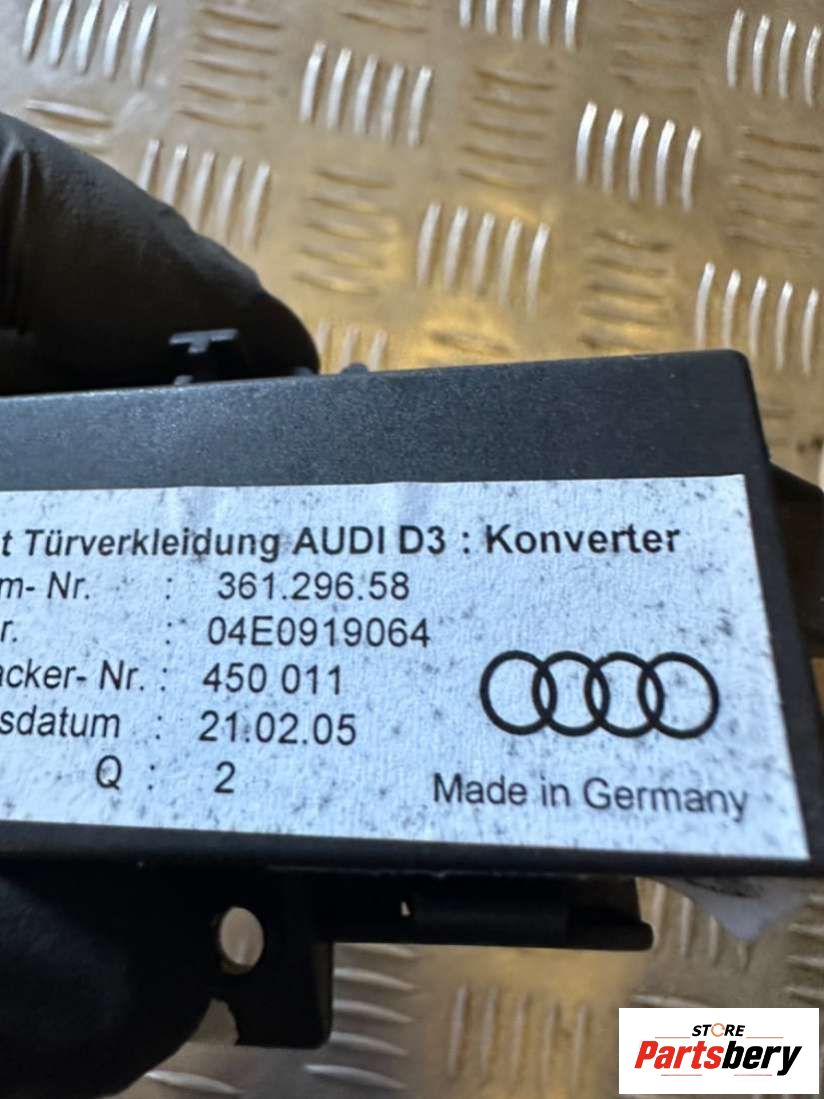 t Türverkleidung AUDI D3 : Konverter
m- Nr. : 361.296.58
r. : 04E0919064
acker- Nr. : 450 011
sdatum : 21.02.05
Q : 2
Made in Germany
STORE
Partsbery